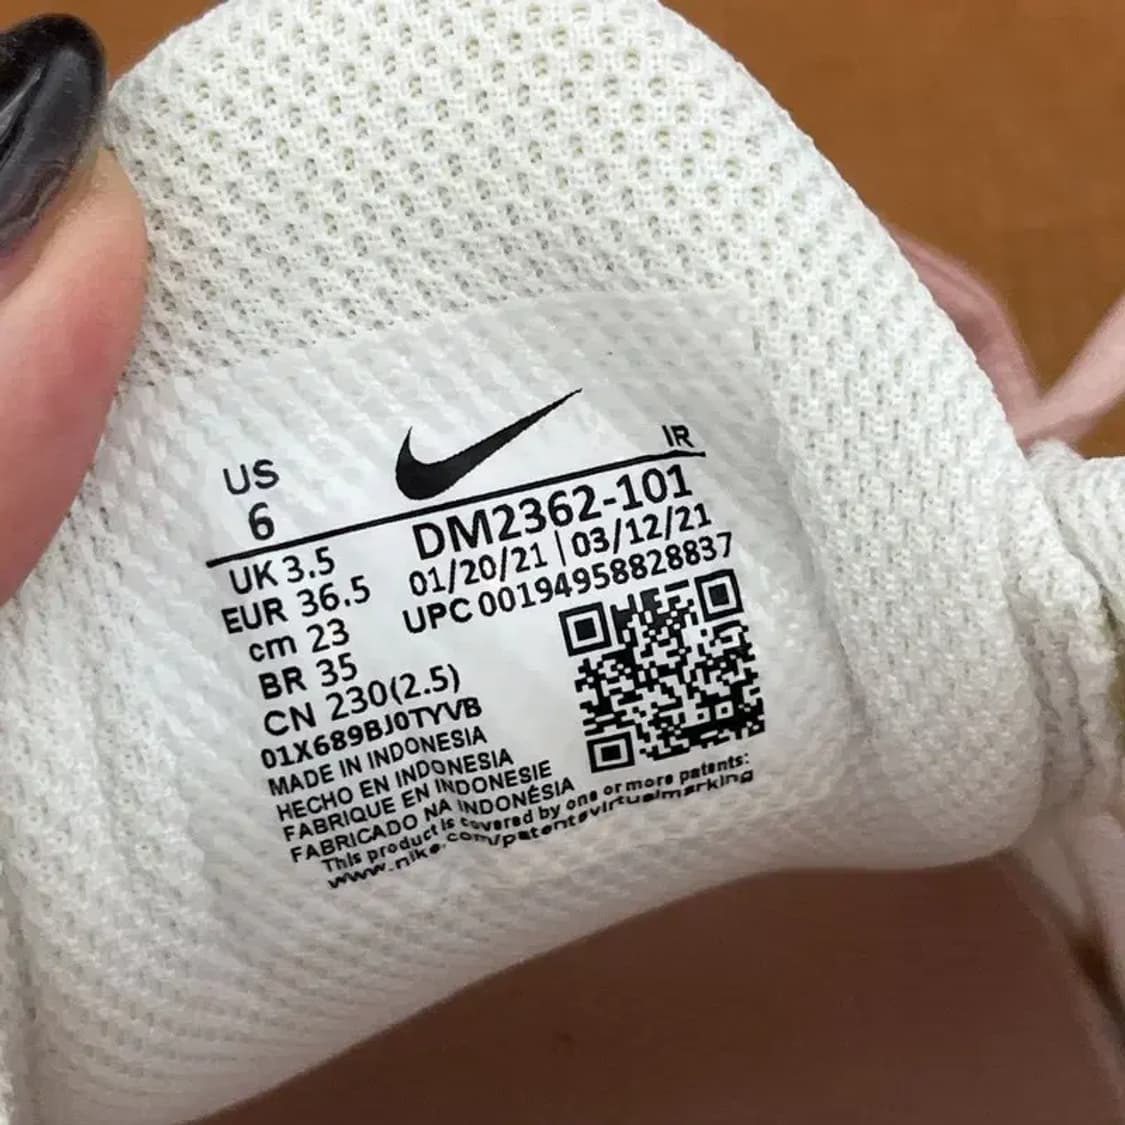 US
6
IR
DM2362-101
01/20/21 | 03/12/21
UPC 00194958828837
UK 3.5
EUR 36.5
cm 23
BR 35
CN 230(2.5)
01X689BJ0TYVB
MADE IN INDONESIA
HECHO EN INDONESIA
FABRIQUE EN INDONESIE
FABRICADO NA INDONÉSIA
This product is covered by one or more patents:
www.nike.com/patentsvirtualmarking